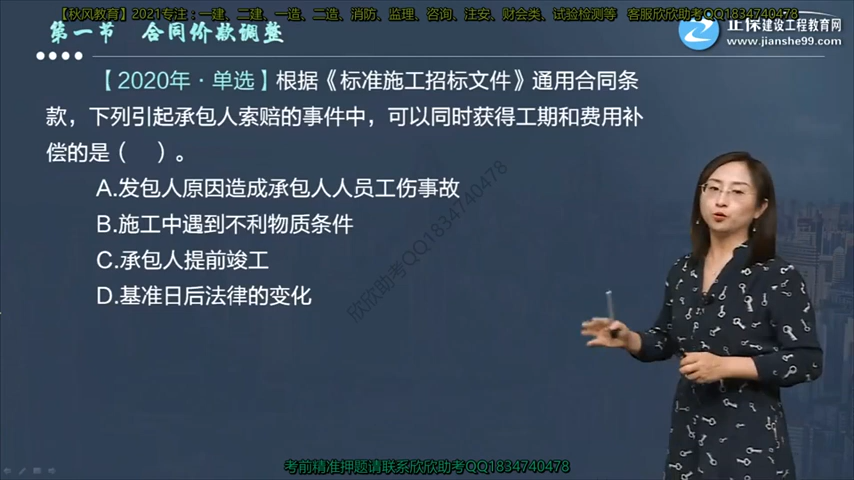 【秋风教育】2021专注：一建、二建、一造、二造、消防、监理、咨询、注安、财会类、试验检测等 客服欣欣助考QQ1834740478
第一节 合同价款调整
正保建设工程教育网
www.jianshe99.com
【2020年·单选】根据《标准施工招标文件》通用合同条
款，下列引起承包人索赔的事件中，可以同时获得工期和费用补
偿的是（ ）。
A.发包人原因造成承包人人员工伤事故
B.施工中遇到不利物质条件
C.承包人提前竣工
D.基准日后法律的变化
欣欣助考QQ1834740478
考前精准押题请联系欣欣助考QQ1834740478